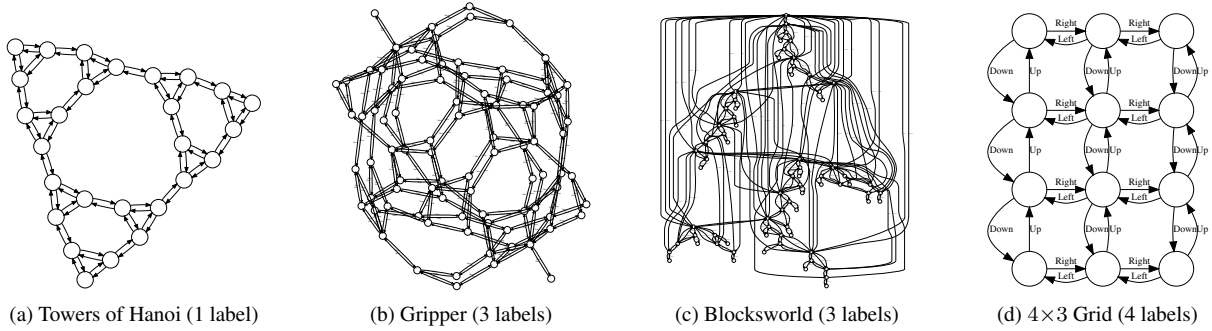 Right Right
Left Left
Down Up DownUp DownUp
Right Right
Left Left
Down Up DownUp DownUp
Right Right
Left Left
Down Up DownUp DownUp
Right Right
Left Left
(a) Towers of Hanoi (1 label) (b) Gripper (3 labels) (c) Blocksworld (3 labels) (d) 4×3 Grid (4 labels)